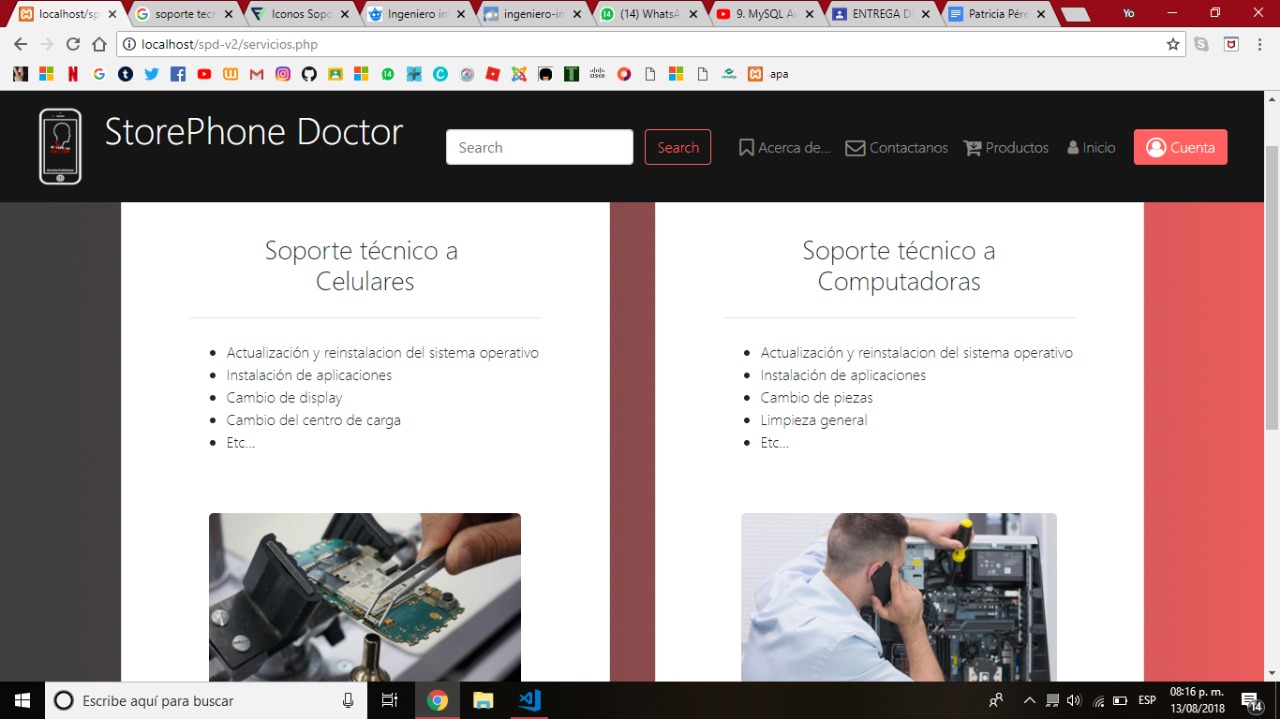 localhost/sp
soporte tecr
Iconos Sopo
Ingeniero in
ingeniero-in
(14) WhatsA
9. MySQL A
ENTREGA D
Patricia Pére
Yo
localhost/spd-v2/servicios.php
apa
StorePhone Doctor
Search
Search
Acerca de...
Contactanos
Productos
Inicio
Cuenta
Soporte técnico a
Celulares
Actualización y reinstalacion del sistema operativo
Instalación de aplicaciones
Cambio de display
Cambio del centro de carga
Etc...
Soporte técnico a
Computadoras
Actualización y reinstalacion del sistema operativo
Instalación de aplicaciones
Cambio de piezas
Limpieza general
Etc...
Escribe aquí para buscar
ESP
08:16 p. m.
13/08/2018
14